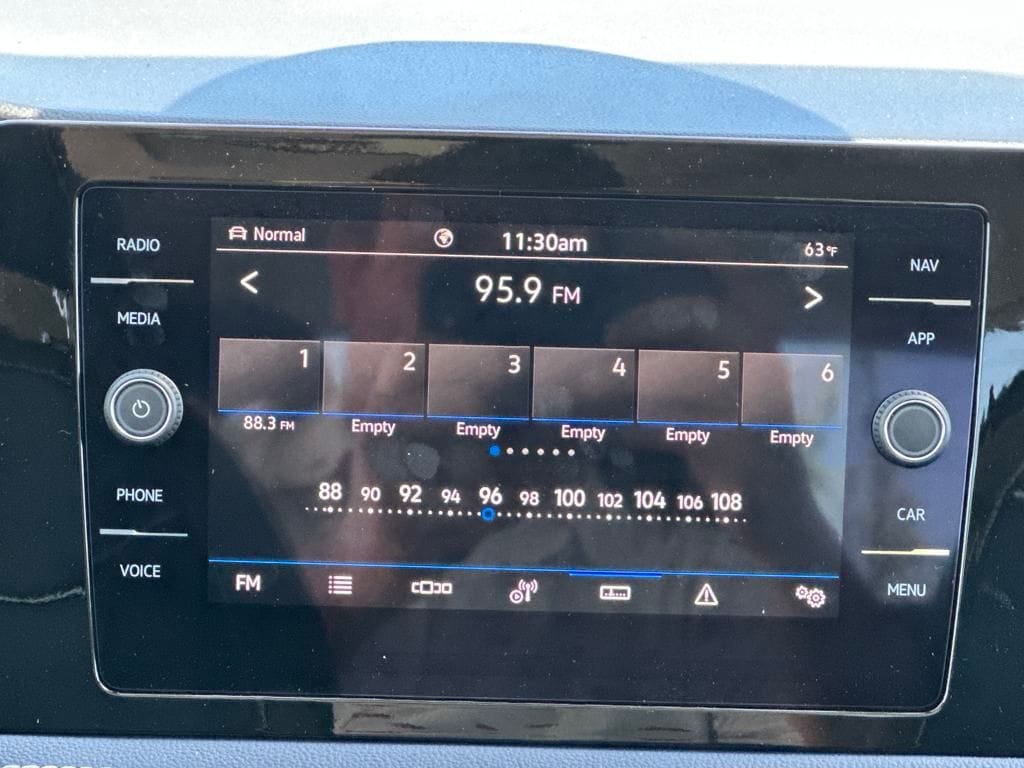 RADIO
MEDIA
PHONE
VOICE
Normal 11:30am 63°F
< 95.9 FM >
1 2 3 4 5 6
88.3 FM Empty Empty Empty Empty Empty
88 90 92 94 96 98 100 102 104 106 108
FM
NAV
APP
CAR
MENU